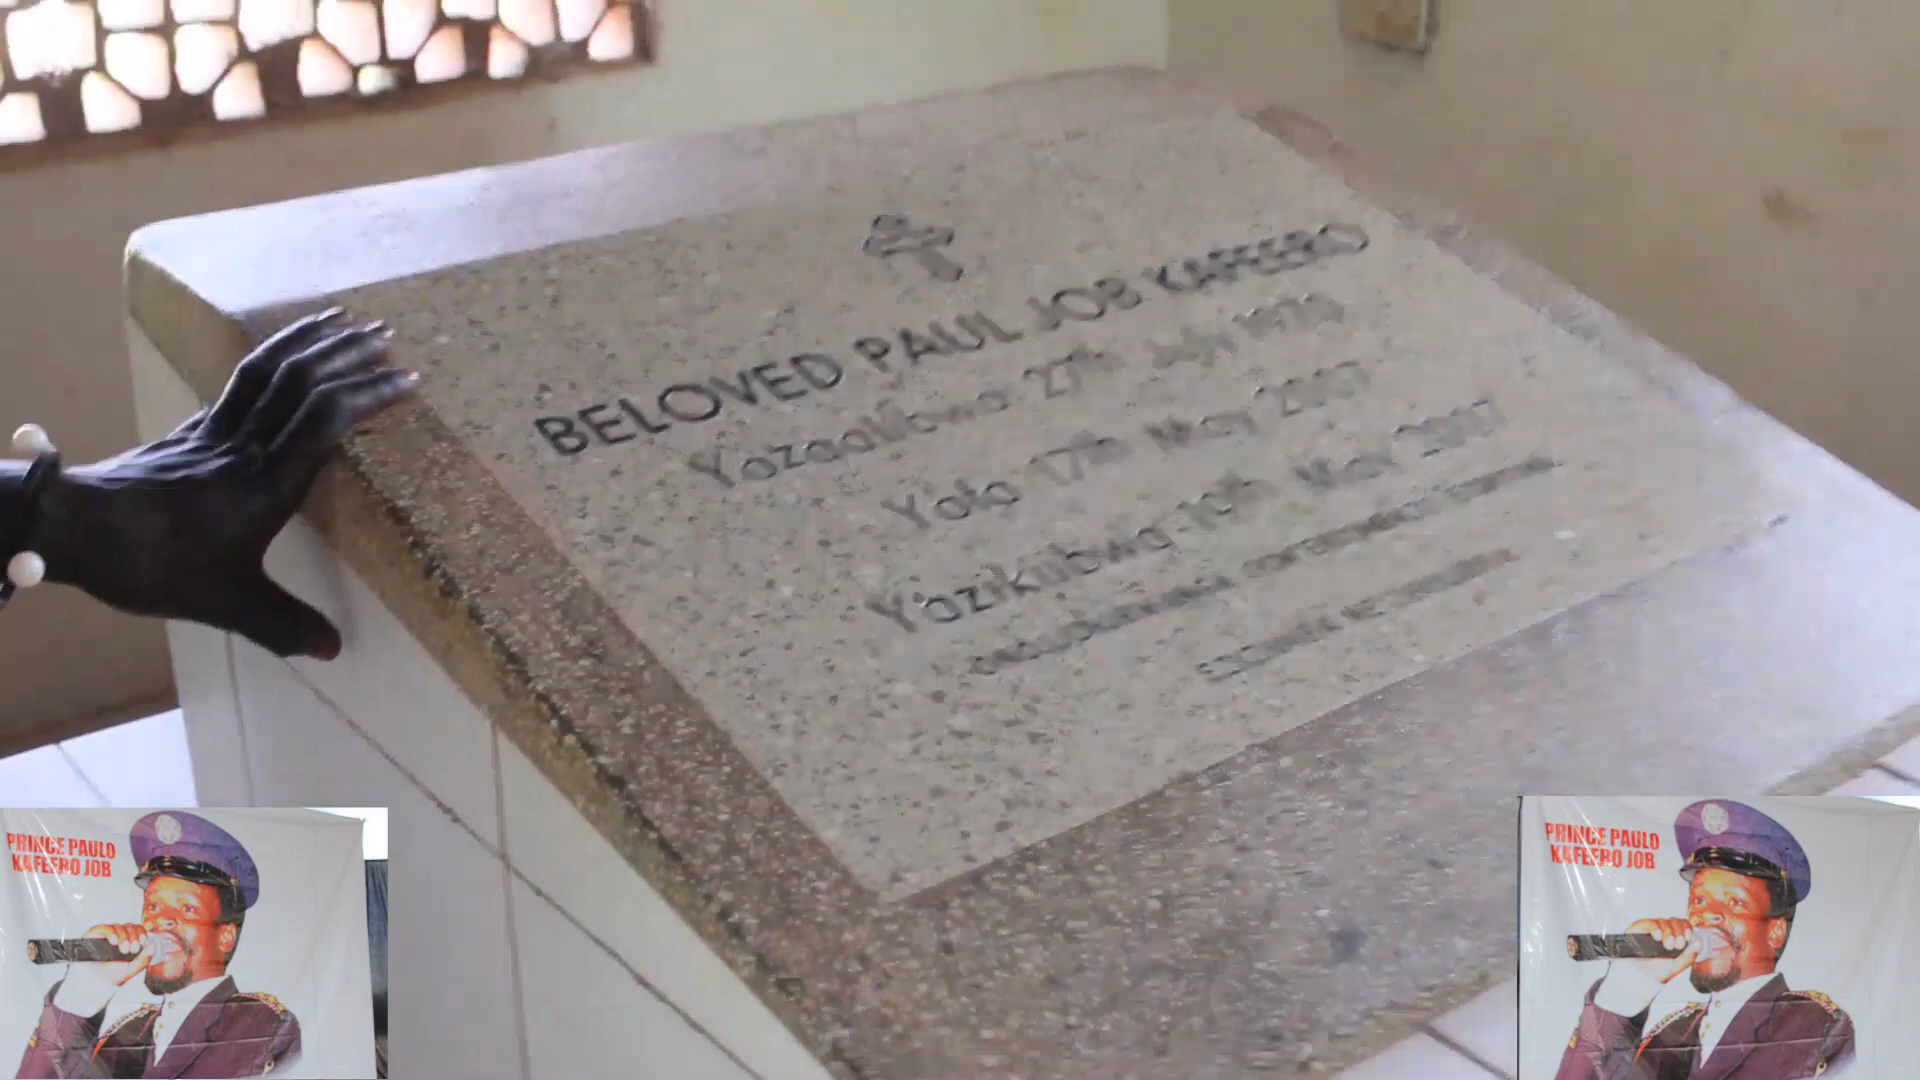 BELOVED PAUL JOB KAFEERO
Yazaalibwa 27th July 1970
Yafa 17th May 2007
Yazikubwa 19th May 2007
PRINCE PAULO
KAFEERO JOB
PRINCE PAULO
KAFEERO JOB